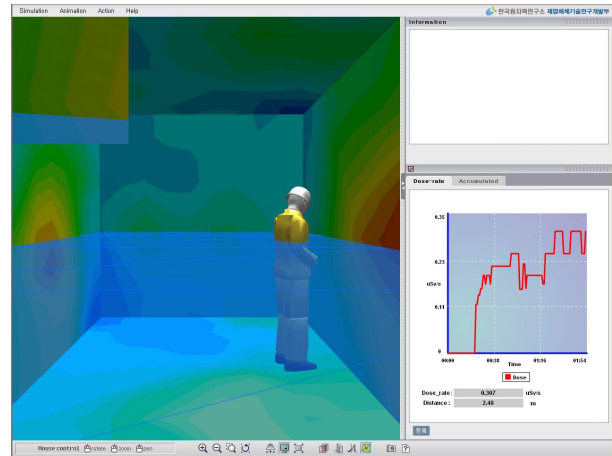 Simulation Animation Action Help
한국원자력연구소 제염해체기술연구개발부
Information
Dose-rate Accumulated
0.35
0.23
uSv/s
0.11
0
00:00 00:38 01:16 01:54
Time
Dose
Dose_rate: 0.307 uSv/s
Distance: 2.48 m
Mouse control rotate zoom pan